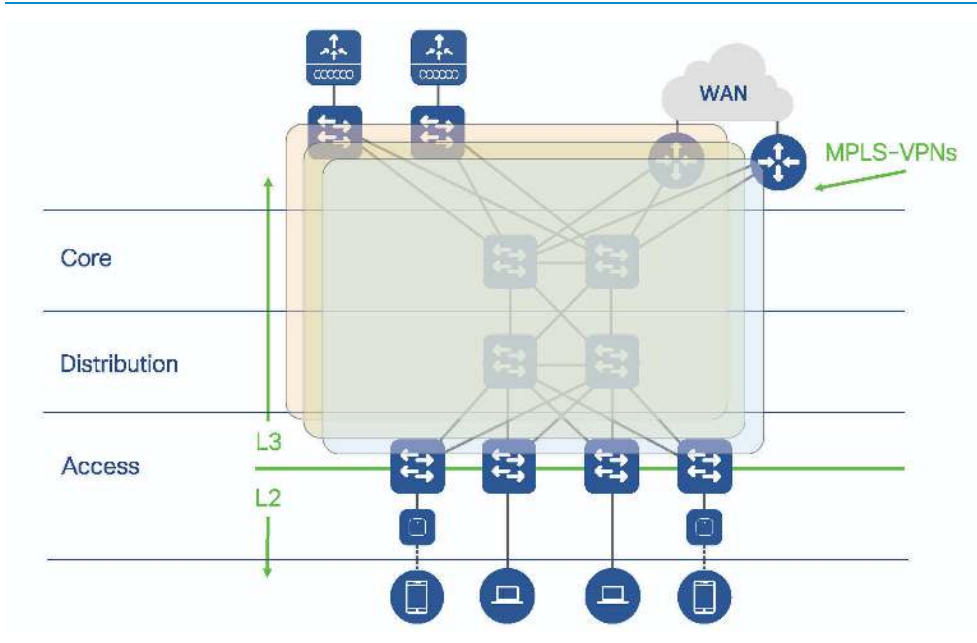 WAN
MPLS-VPNs
Core
Distribution
L3
Access
L2